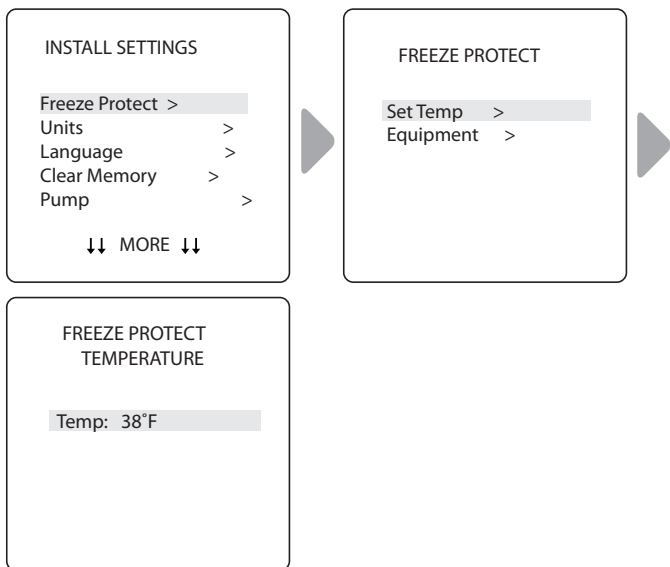 INSTALL SETTINGS
Freeze Protect >
Units >
Language >
Clear Memory >
Pump >
↓↓ MORE ↓↓
FREEZE PROTECT
Set Temp >
Equipment >
FREEZE PROTECT
TEMPERATURE
Temp: 38˚F